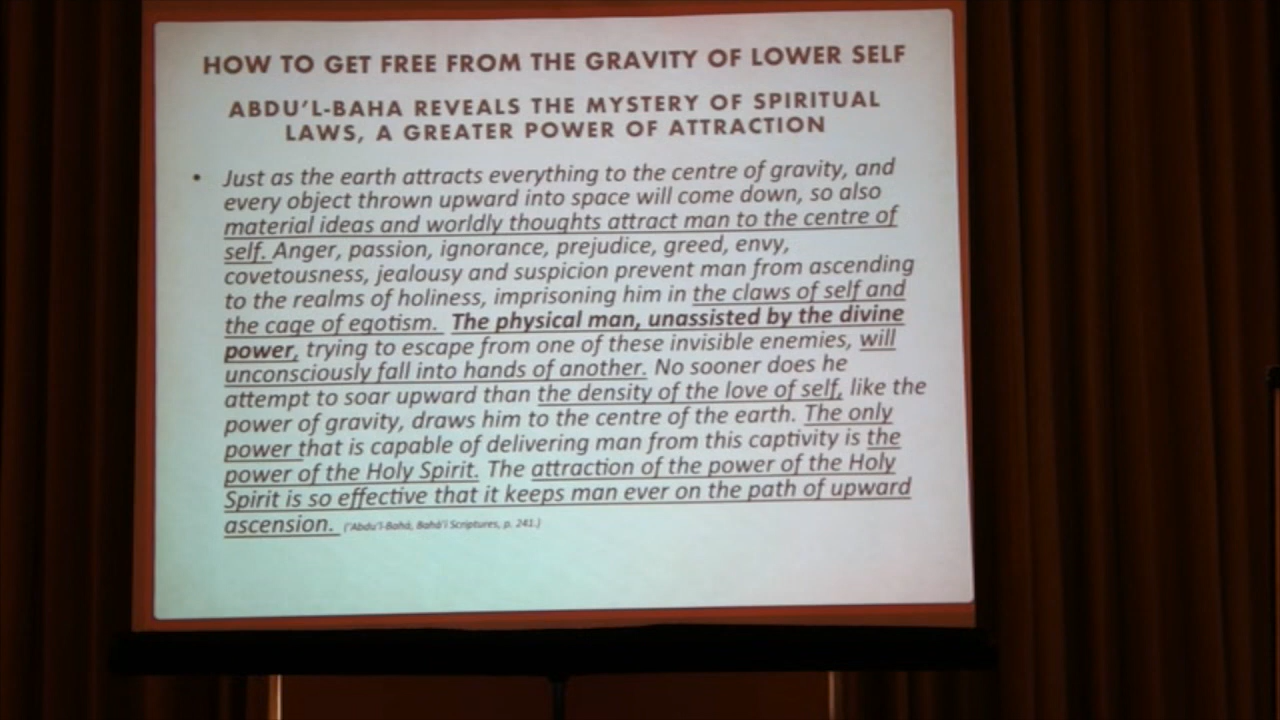 HOW TO GET FREE FROM THE GRAVITY OF LOWER SELF
ABDU'L-BAHA REVEALS THE MYSTERY OF SPIRITUAL
LAWS, A GREATER POWER OF ATTRACTION
• Just as the earth attracts everything to the centre of gravity, and
every object thrown upward into space will come down, so also
material ideas and worldly thoughts attract man to the centre of
self. Anger, passion, ignorance, prejudice, greed, envy,
covetousness, jealousy and suspicion prevent man from ascending
to the realms of holiness, imprisoning him in the claws of self and
the cage of egotism. The physical man, unassisted by the divine
power, trying to escape from one of these invisible enemies, will
unconsciously fall into hands of another. No sooner does he
attempt to soar upward than the density of the love of self, like the
power of gravity, draws him to the centre of the earth. The only
power that is capable of delivering man from this captivity is the
power of the Holy Spirit. The attraction of the power of the Holy
Spirit is so effective that it keeps man ever on the path of upward
ascension. ('Abdu'l-Bahá, Bahá'í Scriptures, p. 241.)